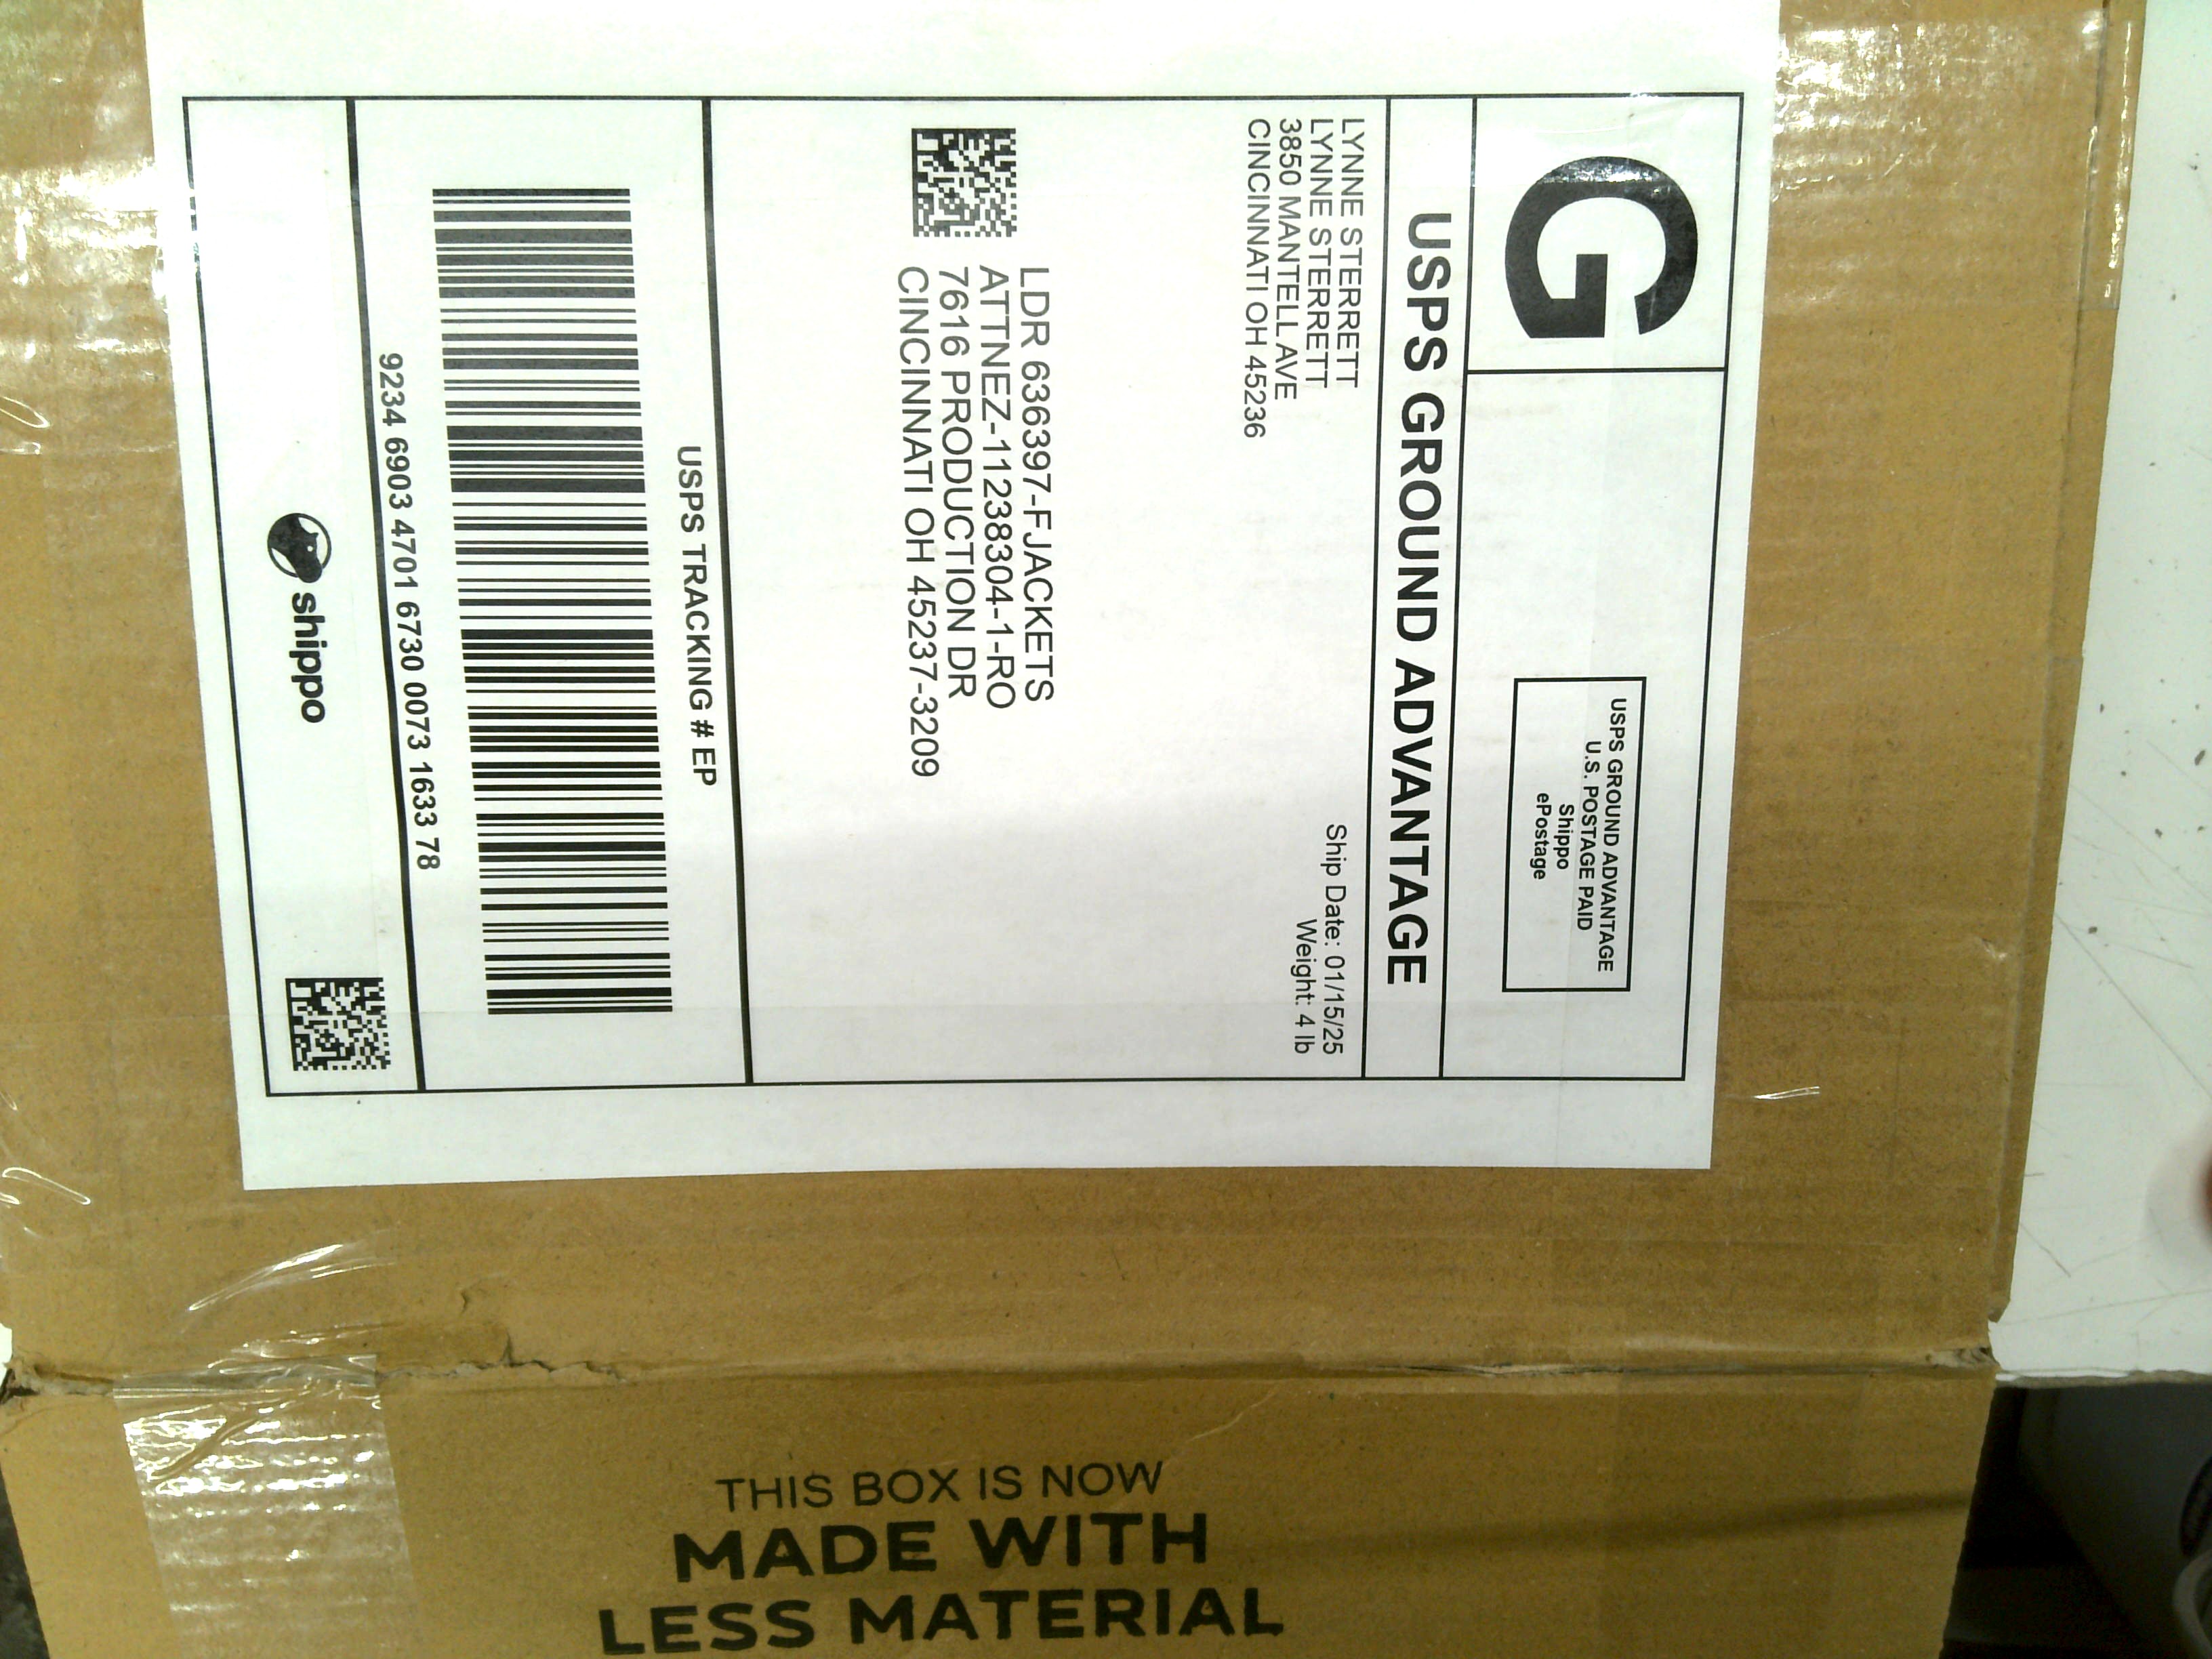 G
USPS GROUND ADVANTAGE
U.S. POSTAGE PAID
Shippo
ePostage
USPS GROUND ADVANTAGE
LYNNE STERRETT
LYNNE STERRETT
3850 MANTELL AVE
CINCINNATI OH 45236
Ship Date: 01/15/25
Weight: 4 lb
LDR 636397-FJACKETS
ATTNEZ-11238304-1-RO
7616 PRODUCTION DR
CINCINNATI OH 45237-3209
USPS TRACKING # EP
9234 6903 4701 6730 0073 1633 78
shippo
THIS BOX IS NOW
MADE WITH
LESS MATERIAL